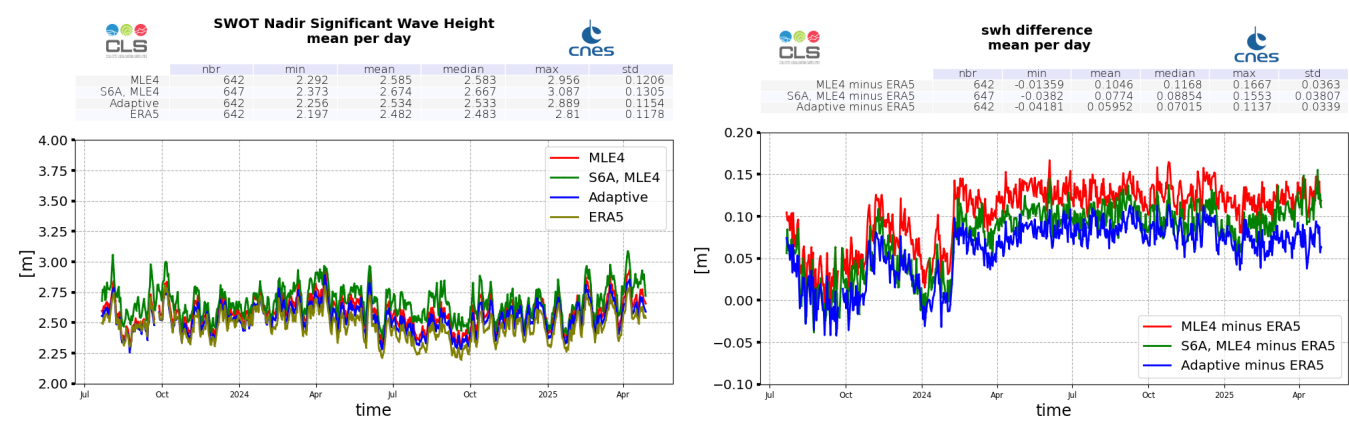 SWOT Nadir Significant Wave Height
mean per day
CLS
cnes
nbr min mean median max std
MLE4 642 2.292 2.585 2.583 2.956 0.1206
S6A, MLE4 647 2.373 2.674 2.667 3.087 0.1305
Adaptive 642 2.256 2.534 2.533 2.889 0.1154
ERA5 642 2.197 2.482 2.483 2.81 0.1178
4.00
3.75
3.50
3.25
3.00
2.75
2.50
2.25
2.00
[m]
MLE4
S6A, MLE4
Adaptive
ERA5
Jul Oct 2024 Apr Jul Oct 2025 Apr
time
swh difference
mean per day
CLS
cnes
nbr min mean median max std
MLE4 minus ERA5 642 -0.01359 0.1046 0.1168 0.1667 0.0363
S6A, MLE4 minus ERA5 647 -0.0382 0.0774 0.08854 0.1553 0.03807
Adaptive minus ERA5 642 -0.04181 0.05952 0.07015 0.1137 0.0339
0.20
0.15
0.10
0.05
0.00
−0.05
−0.10
[m]
MLE4 minus ERA5
S6A, MLE4 minus ERA5
Adaptive minus ERA5
Jul Oct 2024 Apr Jul Oct 2025 Apr
time